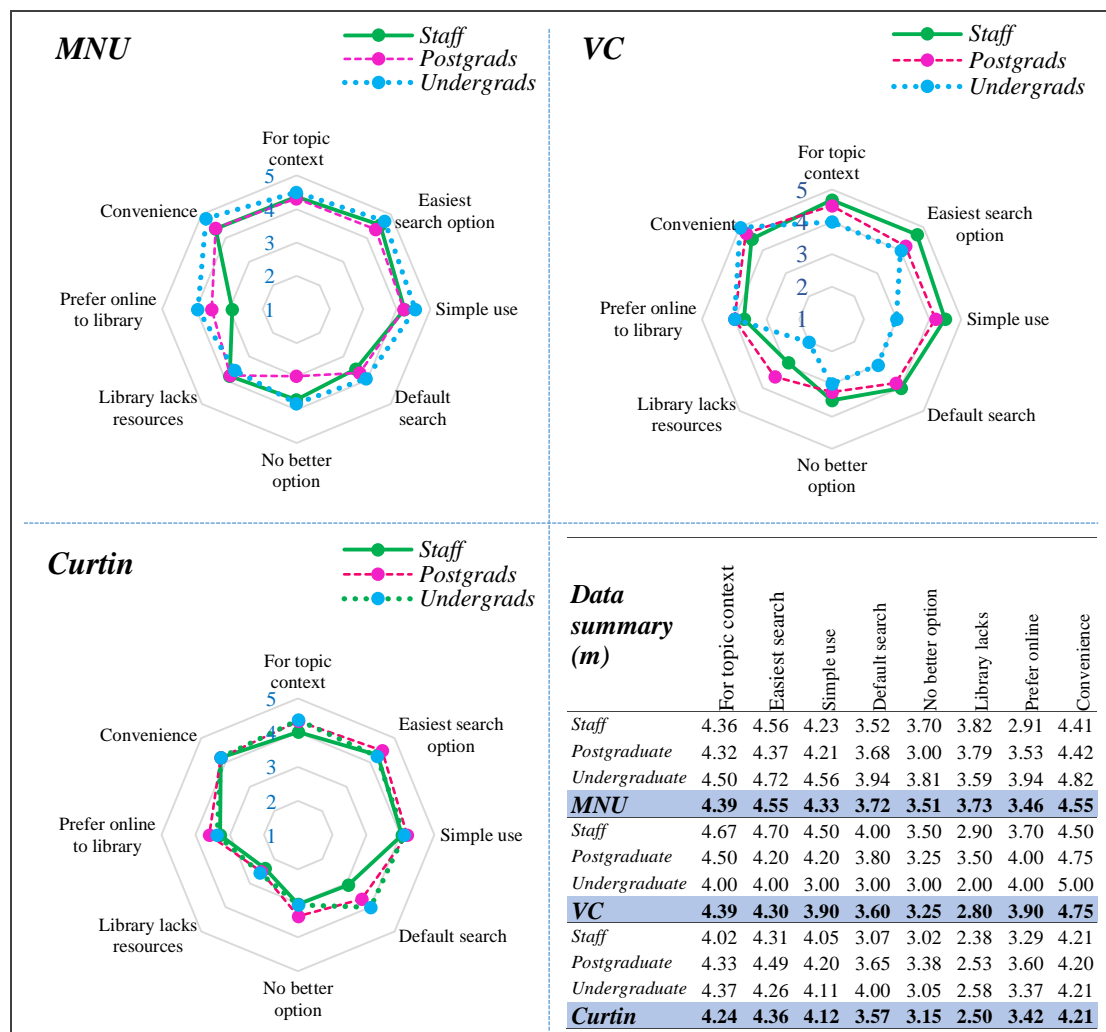 MNU
Staff
Postgrads
Undergrads
For topic
context
Easiest
search option
Simple use
Default
search
No better
option
Library lacks
resources
Prefer online
to library
Convenience
5
4
3
2
1
VC
Staff
Postgrads
Undergrads
For topic
context
Easiest search
option
Simple use
Default search
No better
option
Library lacks
resources
Prefer online
to library
Convenient
5
4
3
2
1
Curtin
Staff
Postgrads
Undergrads
For topic
context
Easiest search
option
Simple use
Default search
No better
option
Library lacks
resources
Prefer online
to library
Convenience
5
4
3
2
1
Data
summary
(m)
For topic context
Easiest search
Simple use
Default search
No better option
Library lacks
Prefer online
Convenience
Staff 4.36 4.56 4.23 3.52 3.70 3.82 2.91 4.41
Postgraduate 4.32 4.37 4.21 3.68 3.00 3.79 3.53 4.42
Undergraduate 4.50 4.72 4.56 3.94 3.81 3.59 3.94 4.82
MNU 4.39 4.55 4.33 3.72 3.51 3.73 3.46 4.55
Staff 4.67 4.70 4.50 4.00 3.50 2.90 3.70 4.50
Postgraduate 4.50 4.20 4.20 3.80 3.25 3.50 4.00 4.75
Undergraduate 4.00 4.00 3.00 3.00 3.00 2.00 4.00 5.00
VC 4.39 4.30 3.90 3.60 3.25 2.80 3.90 4.75
Staff 4.02 4.31 4.05 3.07 3.02 2.38 3.29 4.21
Postgraduate 4.33 4.49 4.20 3.65 3.38 2.53 3.60 4.20
Undergraduate 4.37 4.26 4.11 4.00 3.05 2.58 3.37 4.21
Curtin 4.24 4.36 4.12 3.57 3.15 2.50 3.42 4.21